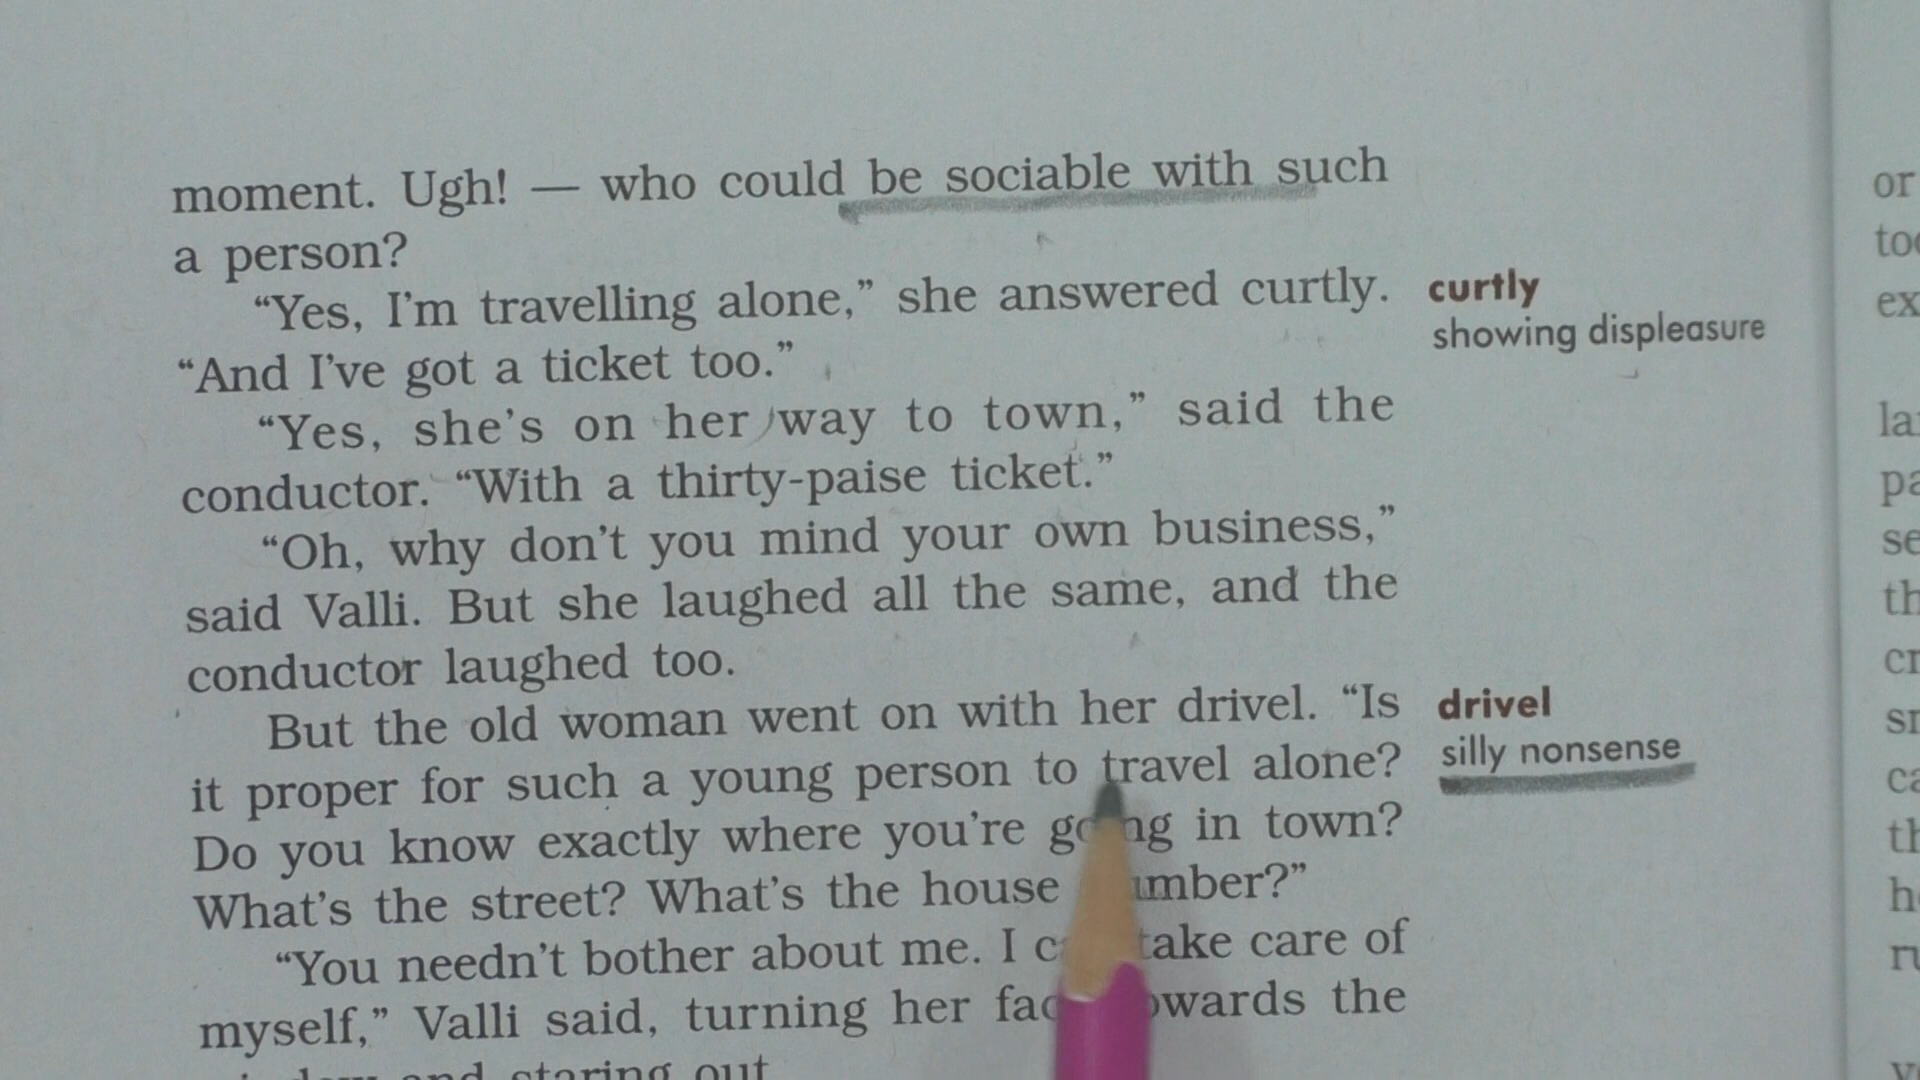 moment. Ugh! — who could be sociable with such
a person?
“Yes, I’m travelling alone,” she answered curtly.
“And I’ve got a ticket too.”
“Yes, she’s on her way to town,” said the
conductor. “With a thirty-paise ticket.”
“Oh, why don’t you mind your own business,”
said Valli. But she laughed all the same, and the
conductor laughed too.
But the old woman went on with her drivel. “Is
it proper for such a young person to travel alone?
Do you know exactly where you’re going in town?
What’s the street? What’s the house
“You needn’t bother about me. I take care of
myself,” Valli said, turning her the
and staring out
curtly
showing displeasure
drivel
silly nonsense
or